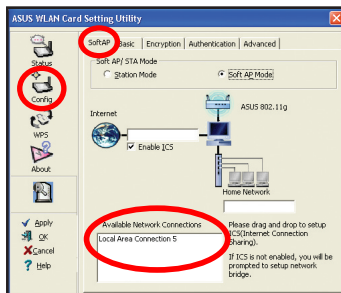 ASUS WLAN Card Setting Utility
Status
Config
WPS
About
Apply
OK
Cancel
Help
SoftAP
Basic
Encryption
Authentication
Advanced
Soft AP/ STA Mode
Station Mode
Soft AP Mode
Internet
ASUS 802.11g
Enable ICS
Home Network
Available Network Connections
Local Area Connection 5
Please drag and drop to setup
ICS(Internet Connection
Sharing).
If ICS is not enabled, you will be
prompted to setup network
bridge.